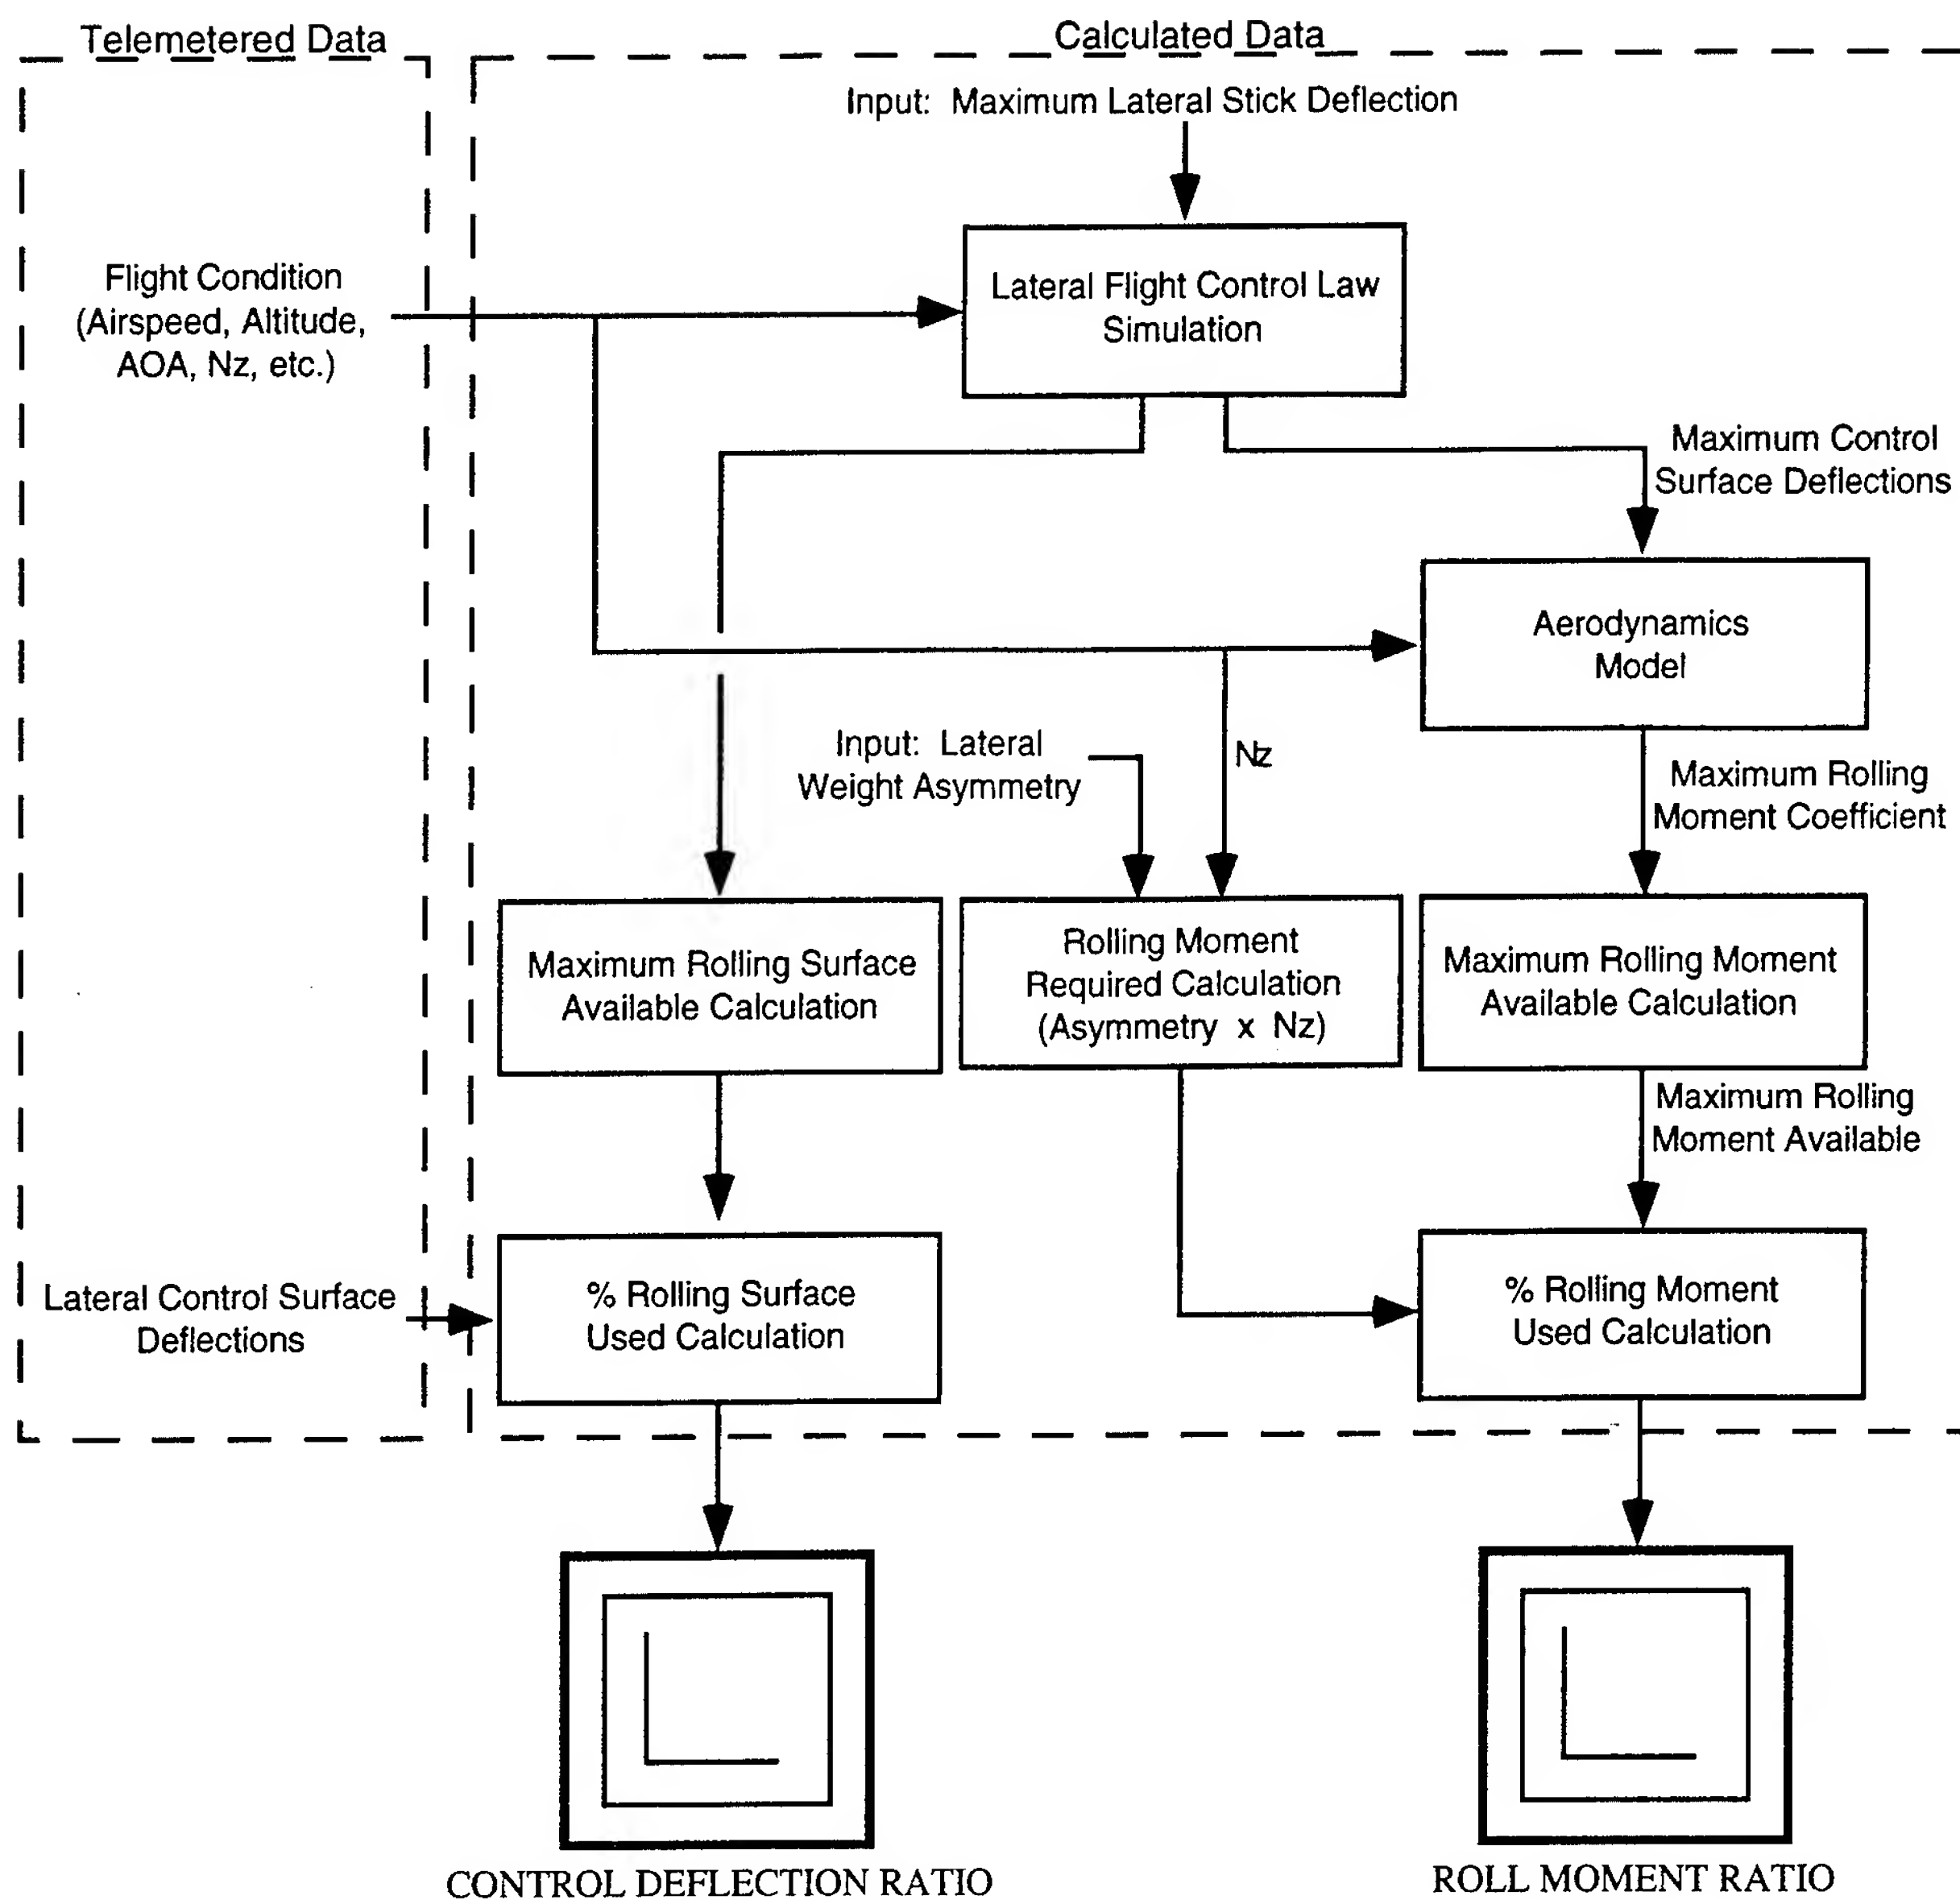 Telemetered Data
Calculated Data
Input: Maximum Lateral Stick Deflection
Flight Condition
(Airspeed, Altitude,
AOA, Nz, etc.)
Lateral Flight Control Law
Simulation
Maximum Control
Surface Deflections
Aerodynamics
Model
Input: Lateral
Weight Asymmetry
Nz
Maximum Rolling
Moment Coefficient
Maximum Rolling Surface
Available Calculation
Rolling Moment
Required Calculation
(Asymmetry x Nz)
Maximum Rolling Moment
Available Calculation
Maximum Rolling
Moment Available
Lateral Control Surface
Deflections
% Rolling Surface
Used Calculation
% Rolling Moment
Used Calculation
CONTROL DEFLECTION RATIO
ROLL MOMENT RATIO